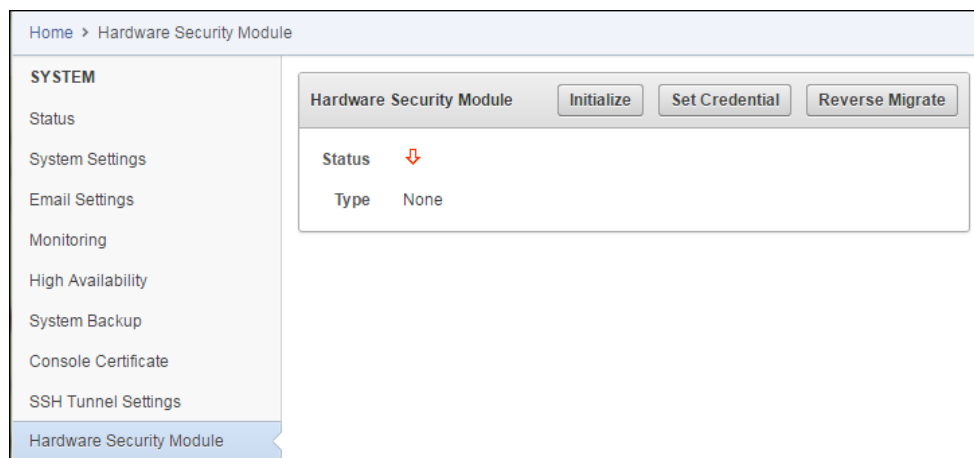 Home > Hardware Security Module
SYSTEM
Status
System Settings
Email Settings
Monitoring
High Availability
System Backup
Console Certificate
SSH Tunnel Settings
Hardware Security Module
Hardware Security Module Initialize Set Credential Reverse Migrate
Status
Type None